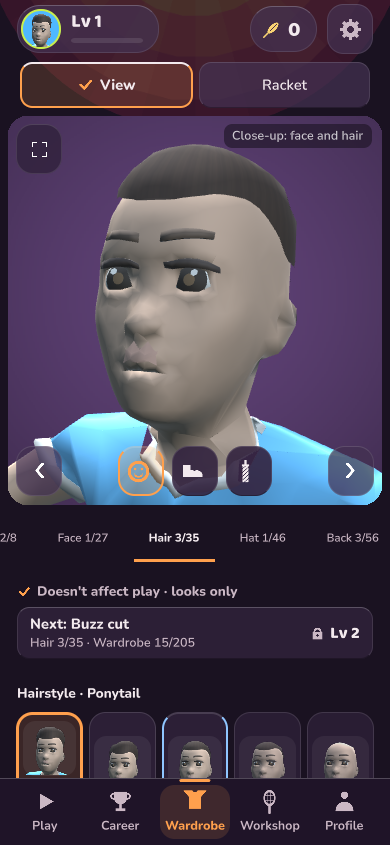 Lv 1
0
View
Racket
Close-up: face and hair
2/8
Face 1/27
Hair 3/35
Hat 1/46
Back 3/56
Doesn't affect play · looks only
Next: Buzz cut
Hair 3/35 · Wardrobe 15/205
Lv 2
Hairstyle · Ponytail
Play
Career
Wardrobe
Workshop
Profile